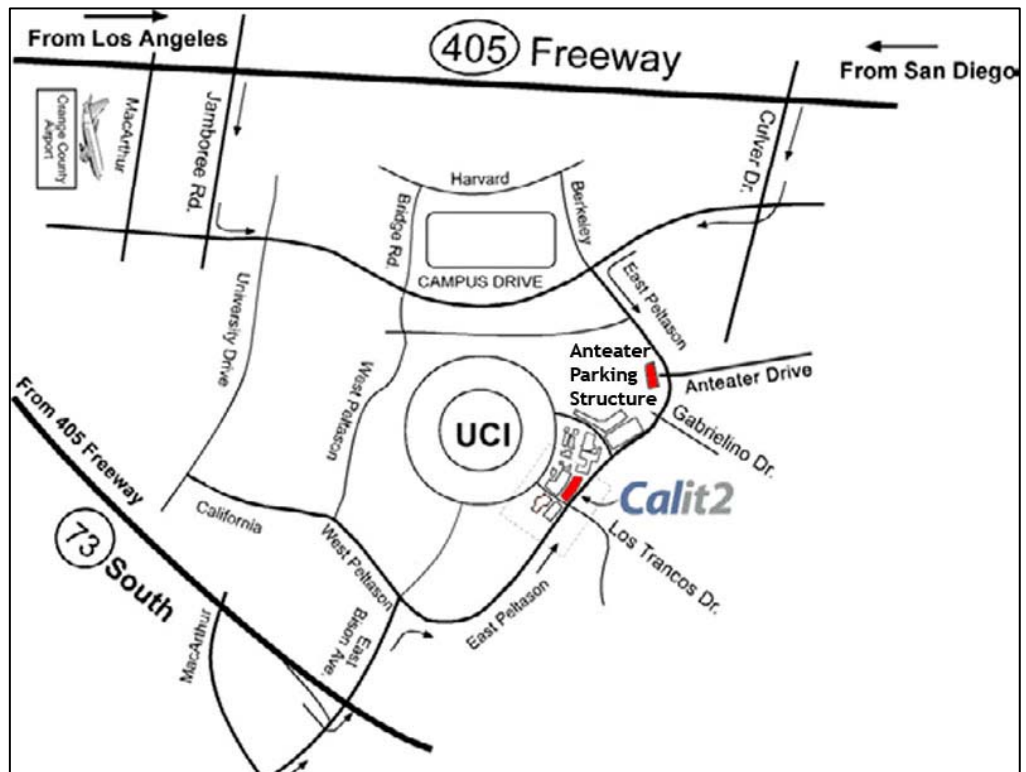 From Los Angeles
405 Freeway
From San Diego
Orange County
Airport
MacArthur
Jamboree Rd.
Culver Dr.
Harvard
Bridge Rd.
Berkeley
CAMPUS DRIVE
University Drive
East Peltason
West Peltason
Anteater
Parking
Structure
Anteater Drive
Gabrielino Dr.
UCI
From 405 Freeway
73 South
California
Calit2
Los Trancos Dr.
West Peltason
East Peltason
East
Bison Ave.
MacArthur